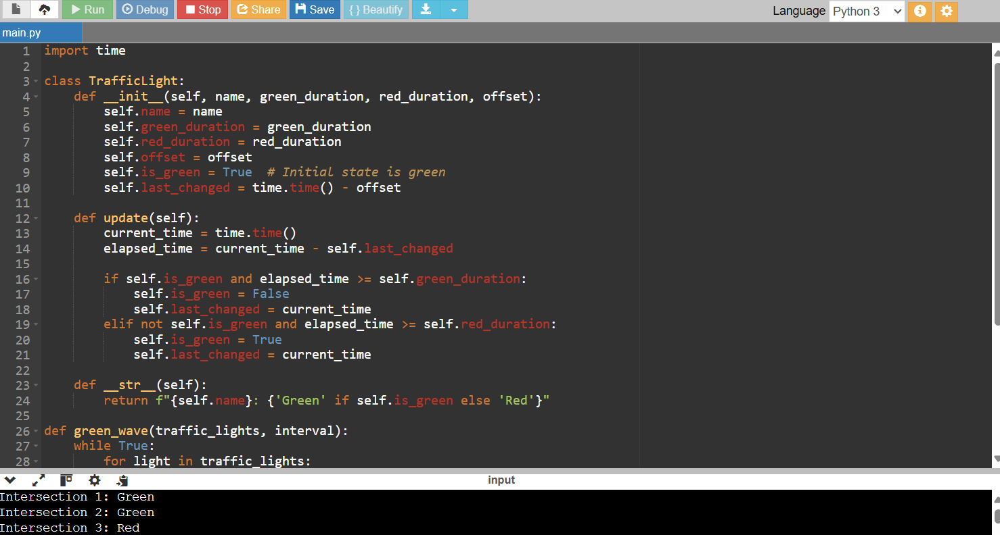 Run Debug Stop Share Save { } Beautify Language Python 3
main.py
1 import time
2
3 class TrafficLight:
4     def __init__(self, name, green_duration, red_duration, offset):
5         self.name = name
6         self.green_duration = green_duration
7         self.red_duration = red_duration
8         self.offset = offset
9         self.is_green = True  # Initial state is green
10         self.last_changed = time.time() - offset
11
12     def update(self):
13         current_time = time.time()
14         elapsed_time = current_time - self.last_changed
15
16         if self.is_green and elapsed_time >= self.green_duration:
17             self.is_green = False
18             self.last_changed = current_time
19         elif not self.is_green and elapsed_time >= self.red_duration:
20             self.is_green = True
21             self.last_changed = current_time
22
23     def __str__(self):
24         return f"{self.name}: {'Green' if self.is_green else 'Red'}"
25
26 def green_wave(traffic_lights, interval):
27     while True:
28         for light in traffic_lights:
input
Intersection 1: Green
Intersection 2: Green
Intersection 3: Red